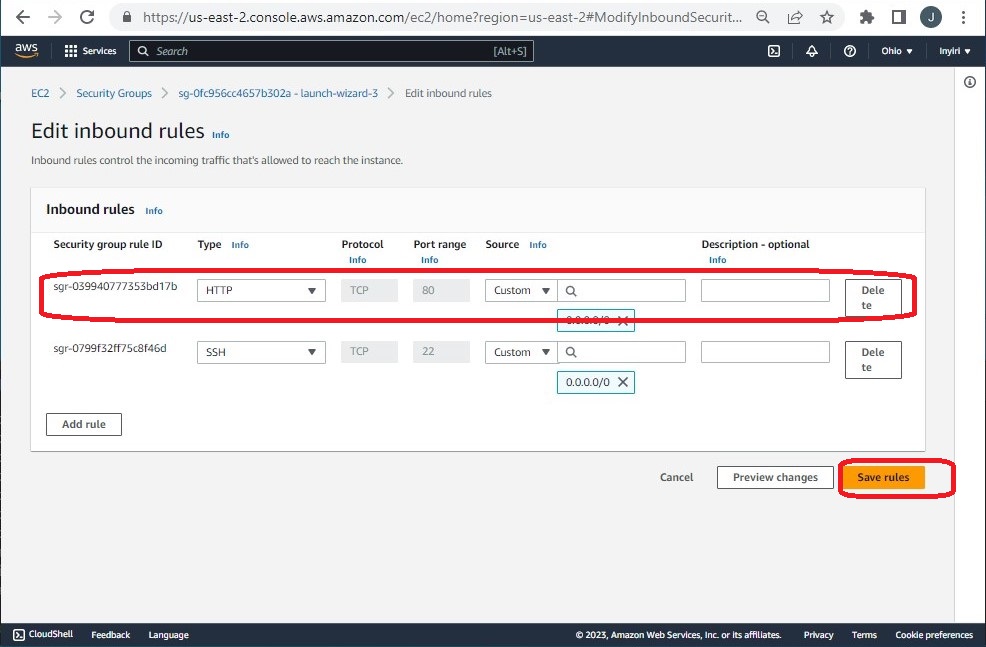 https://us-east-2.console.aws.amazon.com/ec2/home?region=us-east-2#ModifyInboundSecurit...
J
aws
Services
Search
[Alt+S]
Ohio
Inyiri
EC2 > Security Groups > sg-0fc956cc4657b302a - launch-wizard-3 > Edit inbound rules
Edit inbound rules Info
Inbound rules control the incoming traffic that's allowed to reach the instance.
Inbound rules Info
Security group rule ID Type Info Protocol Info Port range Info Source Info Description - optional Info
sgr-039940777353bd17b HTTP TCP 80 Custom Delete
0.0.0.0/0
sgr-0799f32ff75c8f46d SSH TCP 22 Custom Delete
0.0.0.0/0
Add rule
Cancel Preview changes Save rules
CloudShell Feedback Language © 2023, Amazon Web Services, Inc. or its affiliates. Privacy Terms Cookie preferences